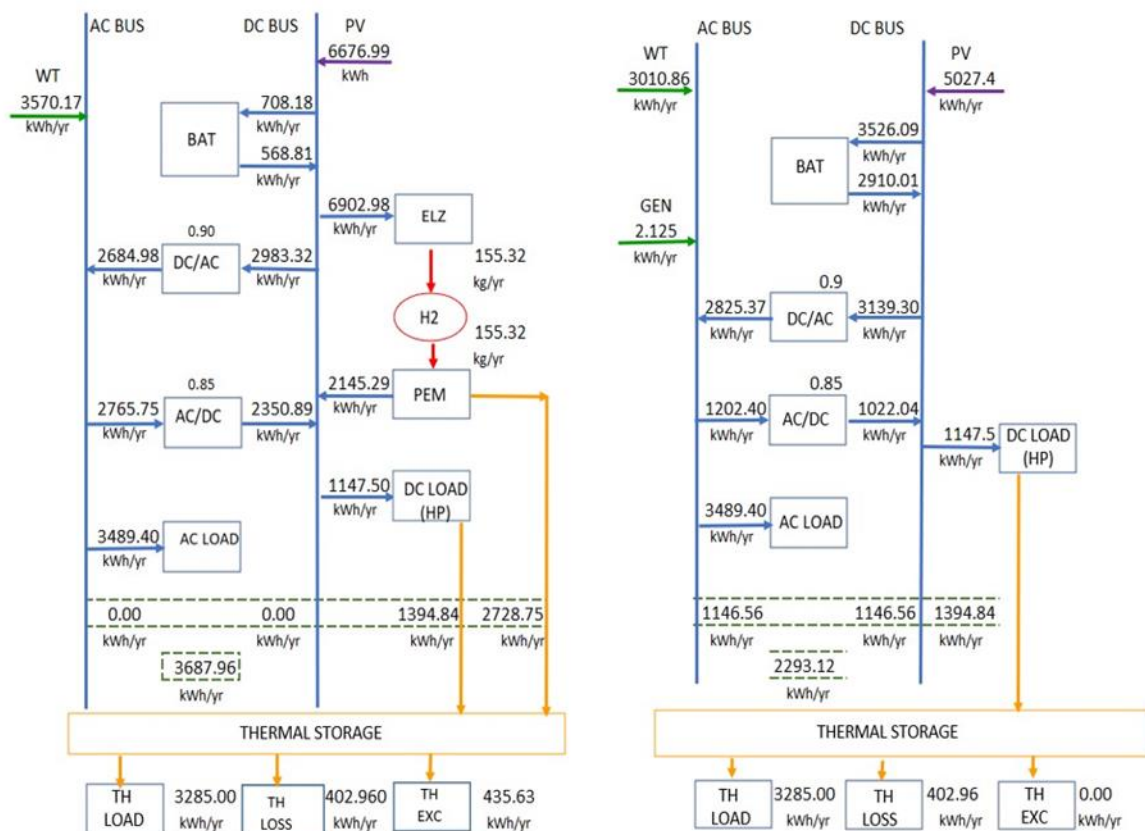 AC BUS
DC BUS
PV
6676.99
kWh
WT
3570.17
kWh/yr
708.18
kWh/yr
BAT
568.81
kWh/yr
6902.98
kWh/yr
ELZ
0.90
2684.98
kWh/yr
DC/AC
2983.32
kWh/yr
155.32
kg/yr
H2
155.32
kg/yr
0.85
2145.29
kWh/yr
PEM
2765.75
kWh/yr
AC/DC
2350.89
kWh/yr
1147.50
kWh/yr
DC LOAD
(HP)
3489.40
kWh/yr
AC LOAD
0.00
kWh/yr
0.00
kWh/yr
1394.84
kWh/yr
2728.75
kWh/yr
3687.96
kWh/yr
THERMAL STORAGE
TH
LOAD
3285.00
kWh/yr
TH
LOSS
402.960
kWh/yr
TH
EXC
435.63
kWh/yr
AC BUS
DC BUS
WT
3010.86
kWh/yr
PV
5027.4
kWh/yr
3526.09
kWh/yr
BAT
2910.01
kWh/yr
GEN
2.125
kWh/yr
0.9
2825.37
kWh/yr
DC/AC
3139.30
kWh/yr
0.85
1202.40
kWh/yr
AC/DC
1022.04
kWh/yr
1147.5
kWh/yr
DC LOAD
(HP)
3489.40
kWh/yr
AC LOAD
1146.56
kWh/yr
1146.56
kWh/yr
1394.84
kWh/yr
2293.12
kWh/yr
THERMAL STORAGE
TH
LOAD
3285.00
kWh/yr
TH
LOSS
402.96
kWh/yr
TH
EXC
0.00
kWh/yr